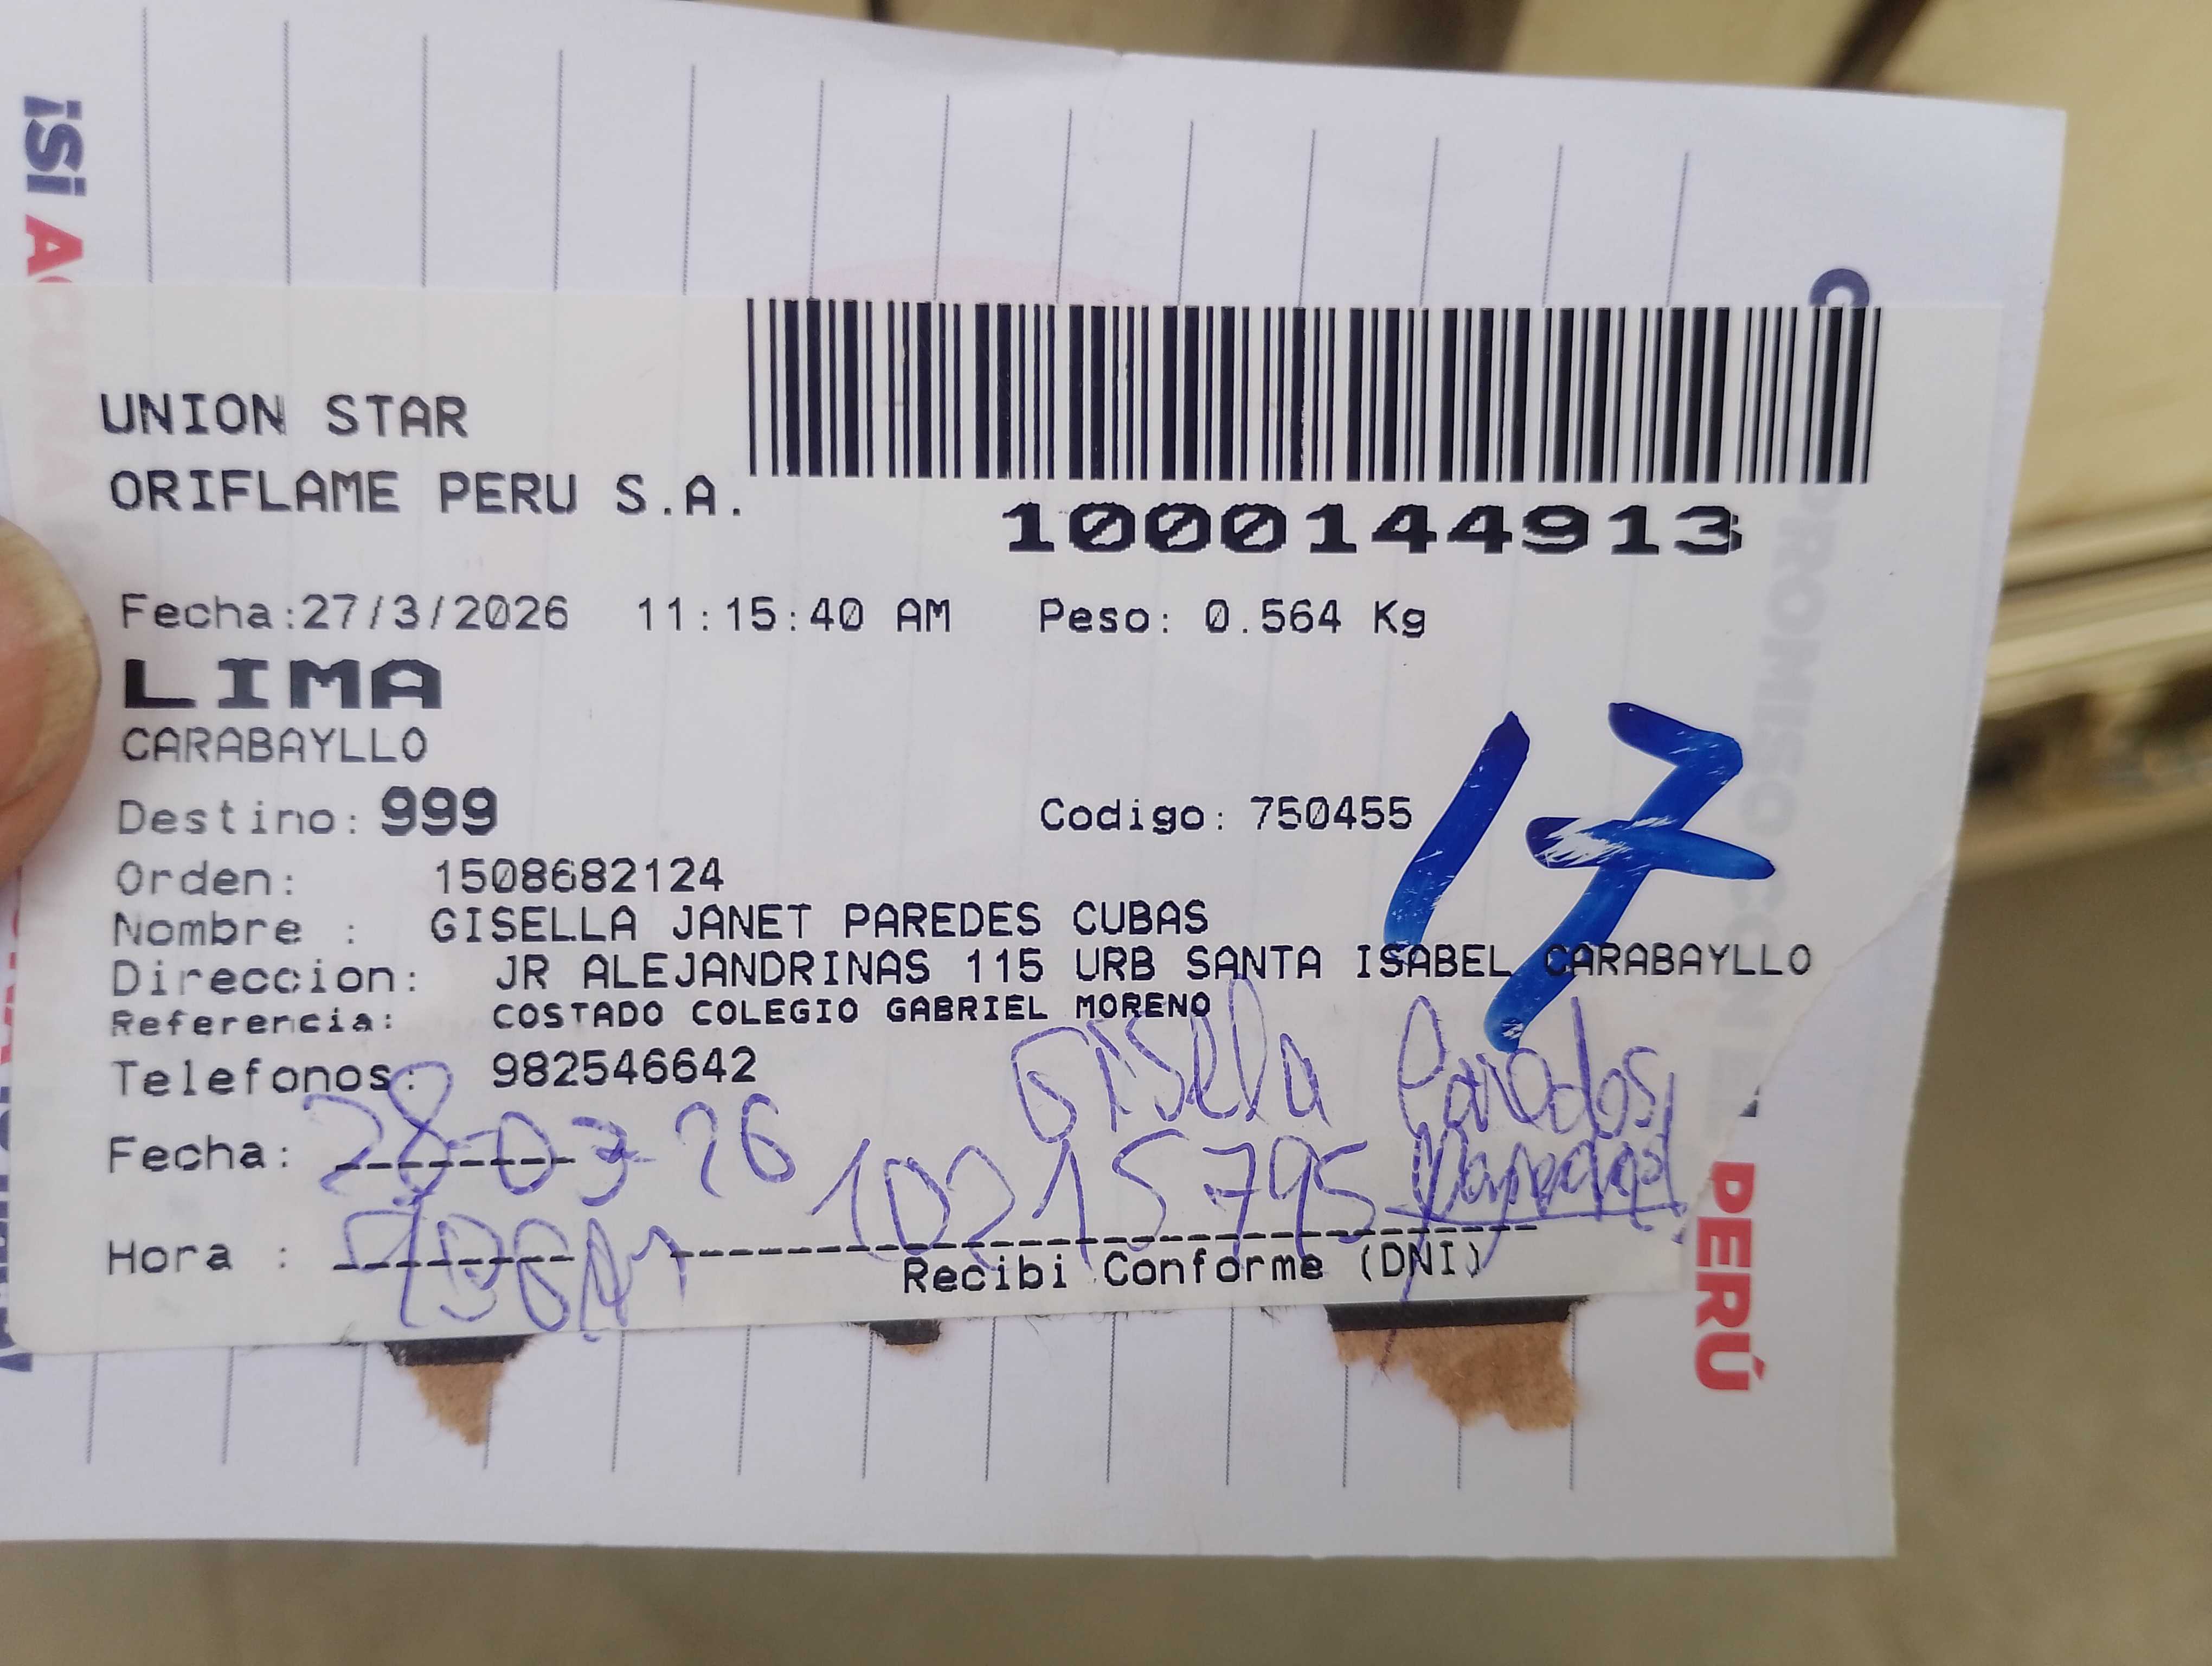 ¡Sí A
UNION STAR
ORIFLAME PERU S.A.
1000144913
Fecha:27/3/2026 11:15:40 AM Peso: 0.564 Kg
LIMA
CARABAYLLO
Destino: 999 Codigo: 750455
17
Orden: 1508682124
Nombre : GISELLA JANET PAREDES CUBAS
Direccion: JR ALEJANDRINAS 115 URB SANTA ISABEL CARABAYLLO
Referencia: COSTADO COLEGIO GABRIEL MORENO
Telefonos: 982546642
Gisella Paredes
Fecha: 28-03-26
10215795
Hora :
Recibi Conforme (DNI)
PERÚ